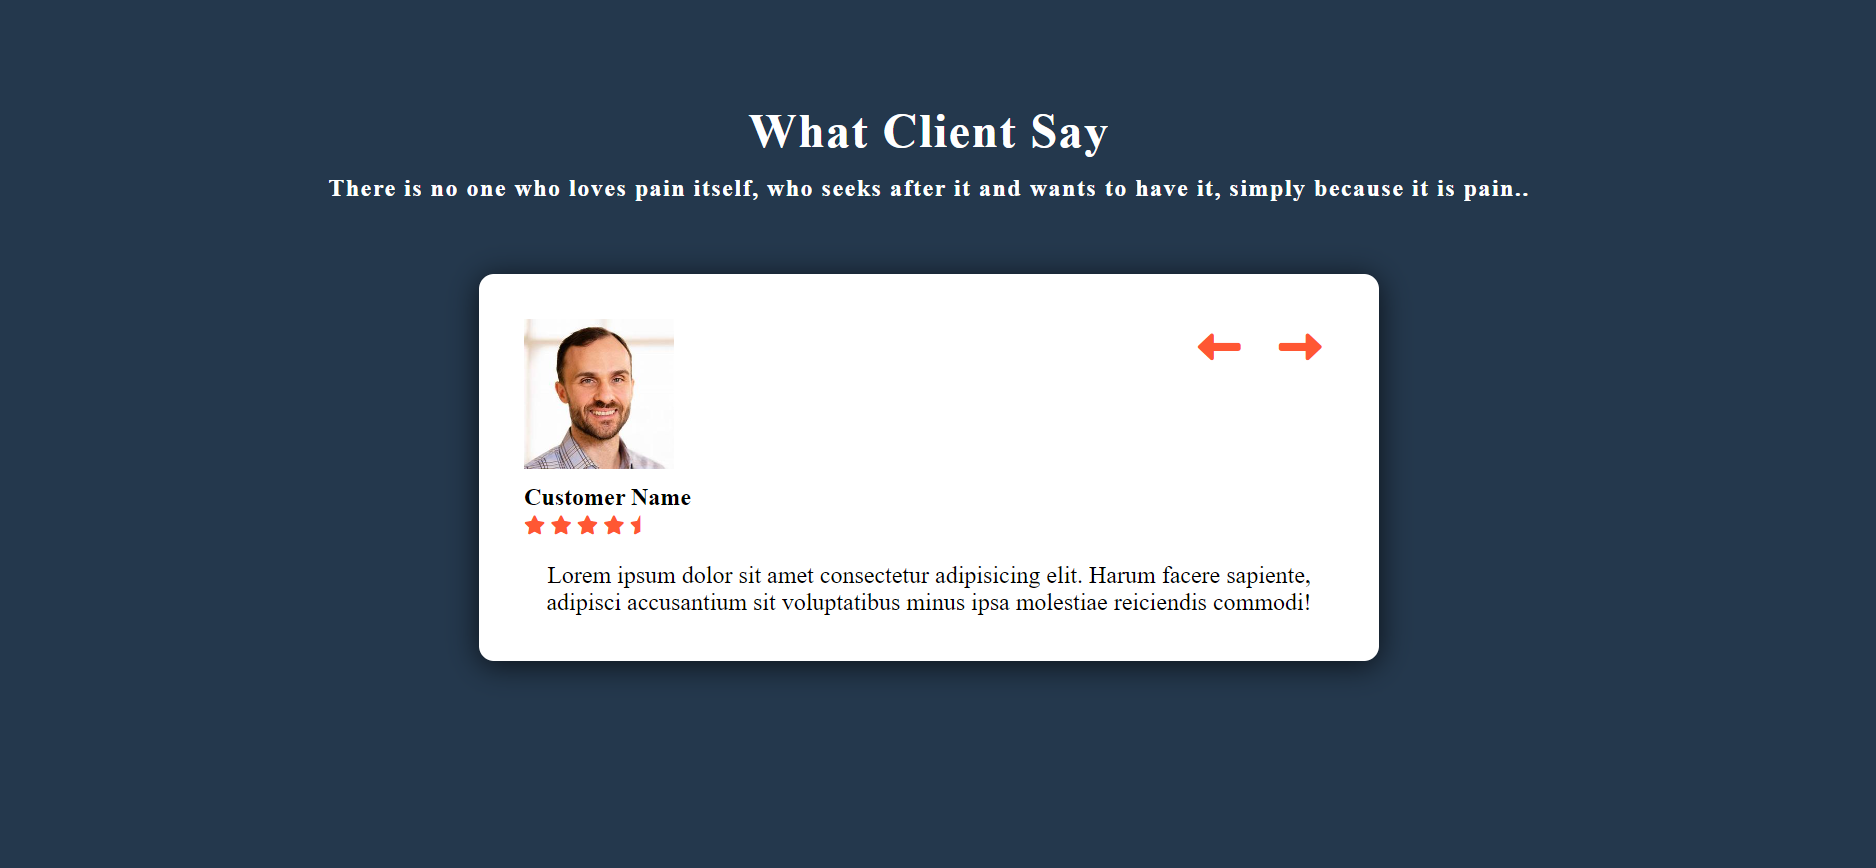 What Client Say
There is no one who loves pain itself, who seeks after it and wants to have it, simply because it is pain..
Customer Name
Lorem ipsum dolor sit amet consectetur adipisicing elit. Harum facere sapiente,
adipisci accusantium sit voluptatibus minus ipsa molestiae reiciendis commodi!